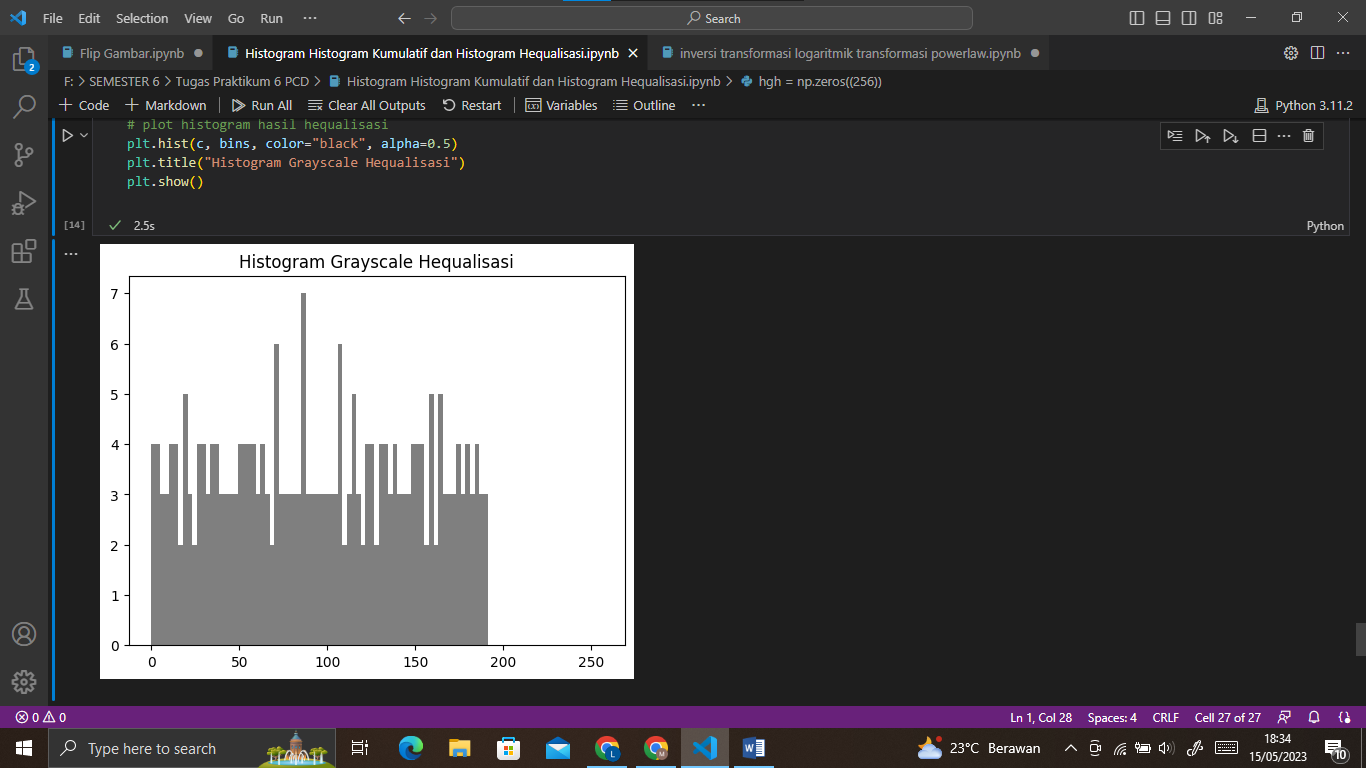 File Edit Selection View Go Run ··· Search
Flip Gambar.ipynb Histogram Histogram Kumulatif dan Histogram Hequalisasi.ipynb inversi transformasi logaritmik transformasi powerlaw.ipynb
F: > SEMESTER 6 > Tugas Praktikum 6 PCD > Histogram Histogram Kumulatif dan Histogram Hequalisasi.ipynb > hgh = np.zeros((256))
+ Code + Markdown Run All Clear All Outputs Restart Variables Outline ··· Python 3.11.2
2
# plot histogram hasil hequalisasi
plt.hist(c, bins, color="black", alpha=0.5)
plt.title("Histogram Grayscale Hequalisasi")
plt.show()
[14] 2.5s Python
Histogram Grayscale Hequalisasi
7
6
5
4
3
2
1
0
0 50 100 150 200 250
0 0 Ln 1, Col 28 Spaces: 4 CRLF Cell 27 of 27
Type here to search 23°C Berawan 18:34
15/05/2023 10